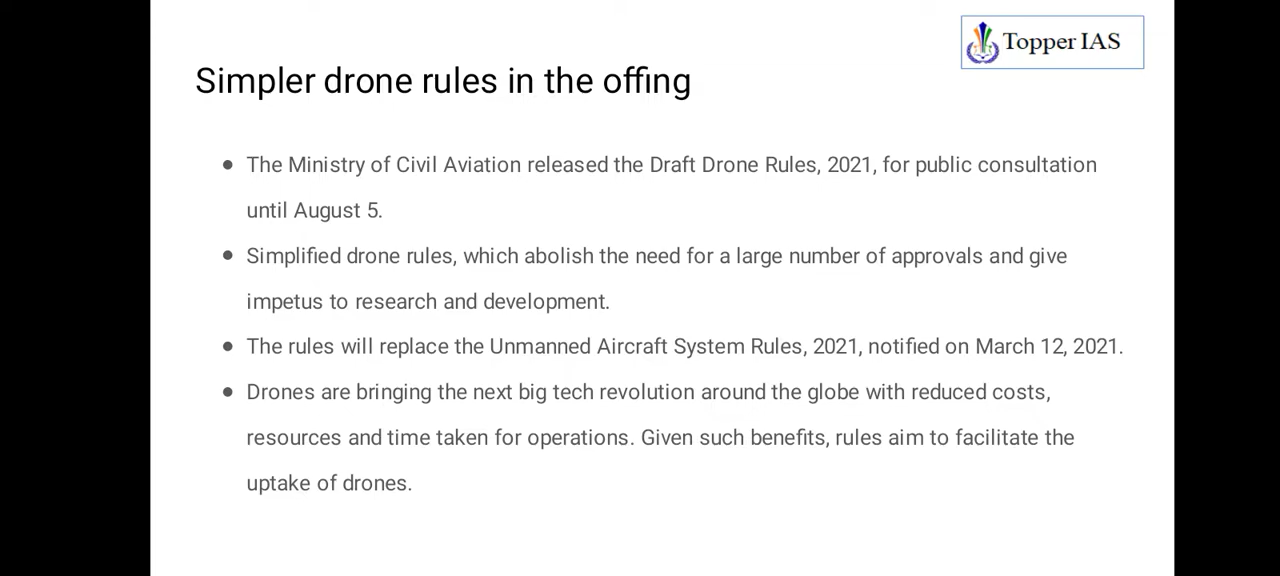 Topper IAS
Simpler drone rules in the offing
● The Ministry of Civil Aviation released the Draft Drone Rules, 2021, for public consultation
until August 5.
● Simplified drone rules, which abolish the need for a large number of approvals and give
impetus to research and development.
● The rules will replace the Unmanned Aircraft System Rules, 2021, notified on March 12, 2021.
● Drones are bringing the next big tech revolution around the globe with reduced costs,
resources and time taken for operations. Given such benefits, rules aim to facilitate the
uptake of drones.